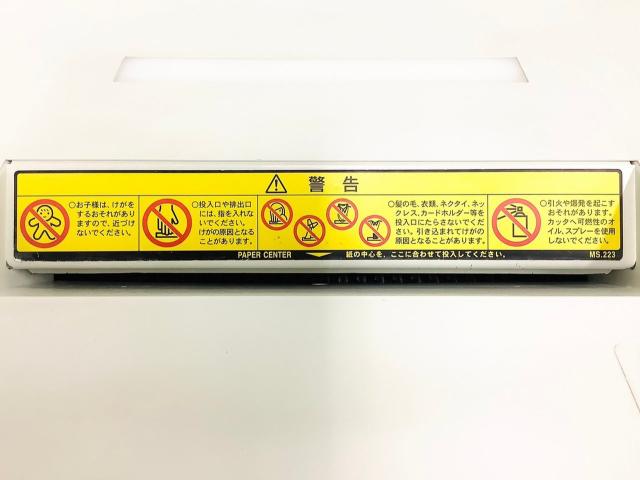 ⚠ 警告
○お子様は、けがを
するおそれがあり
ますので、近づけ
ないでください。
○投入口や排出口
には、指を入れな
いでください。
けがの原因となる
ことがあります。
○髪の毛、衣類、ネクタイ、ネッ
クレス、カードホルダー等を
投入口にたらさないでくだ
さい。引き込まれてけがの
原因となることがあります。
○引火や爆発を起こす
おそれがあります。
カッタへ可燃性のオ
イル、スプレーを使用
しないでください。
PAPER CENTER 紙の中心を、ここに合わせて投入してください。 MS.223